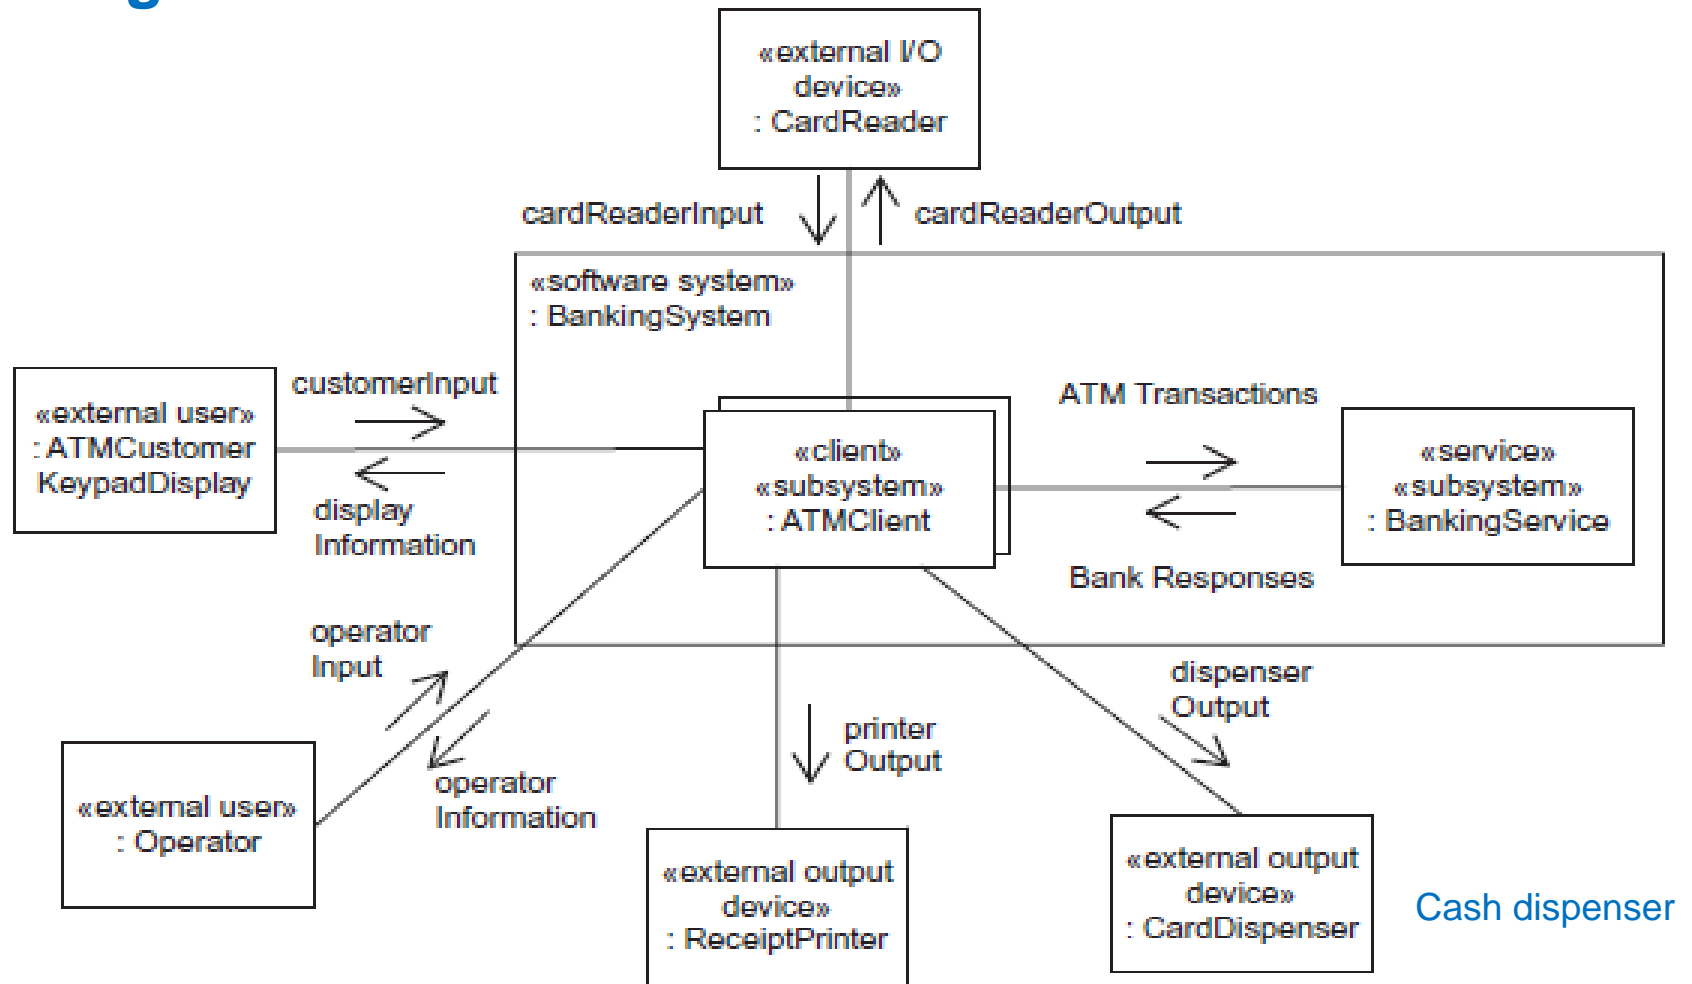 «external I/O
device»
: CardReader
cardReaderInput
cardReaderOutput
«software system»
: BankingSystem
customerInput
«external user»
: ATMCustomer
KeypadDisplay
display
Information
«client»
«subsystem»
: ATMClient
ATM Transactions
«service»
«subsystem»
: BankingService
Bank Responses
operator
Input
operator
Information
«external user»
: Operator
printer
Output
dispenser
Output
«external output
device»
: ReceiptPrinter
«external output
device»
: CardDispenser
Cash dispenser